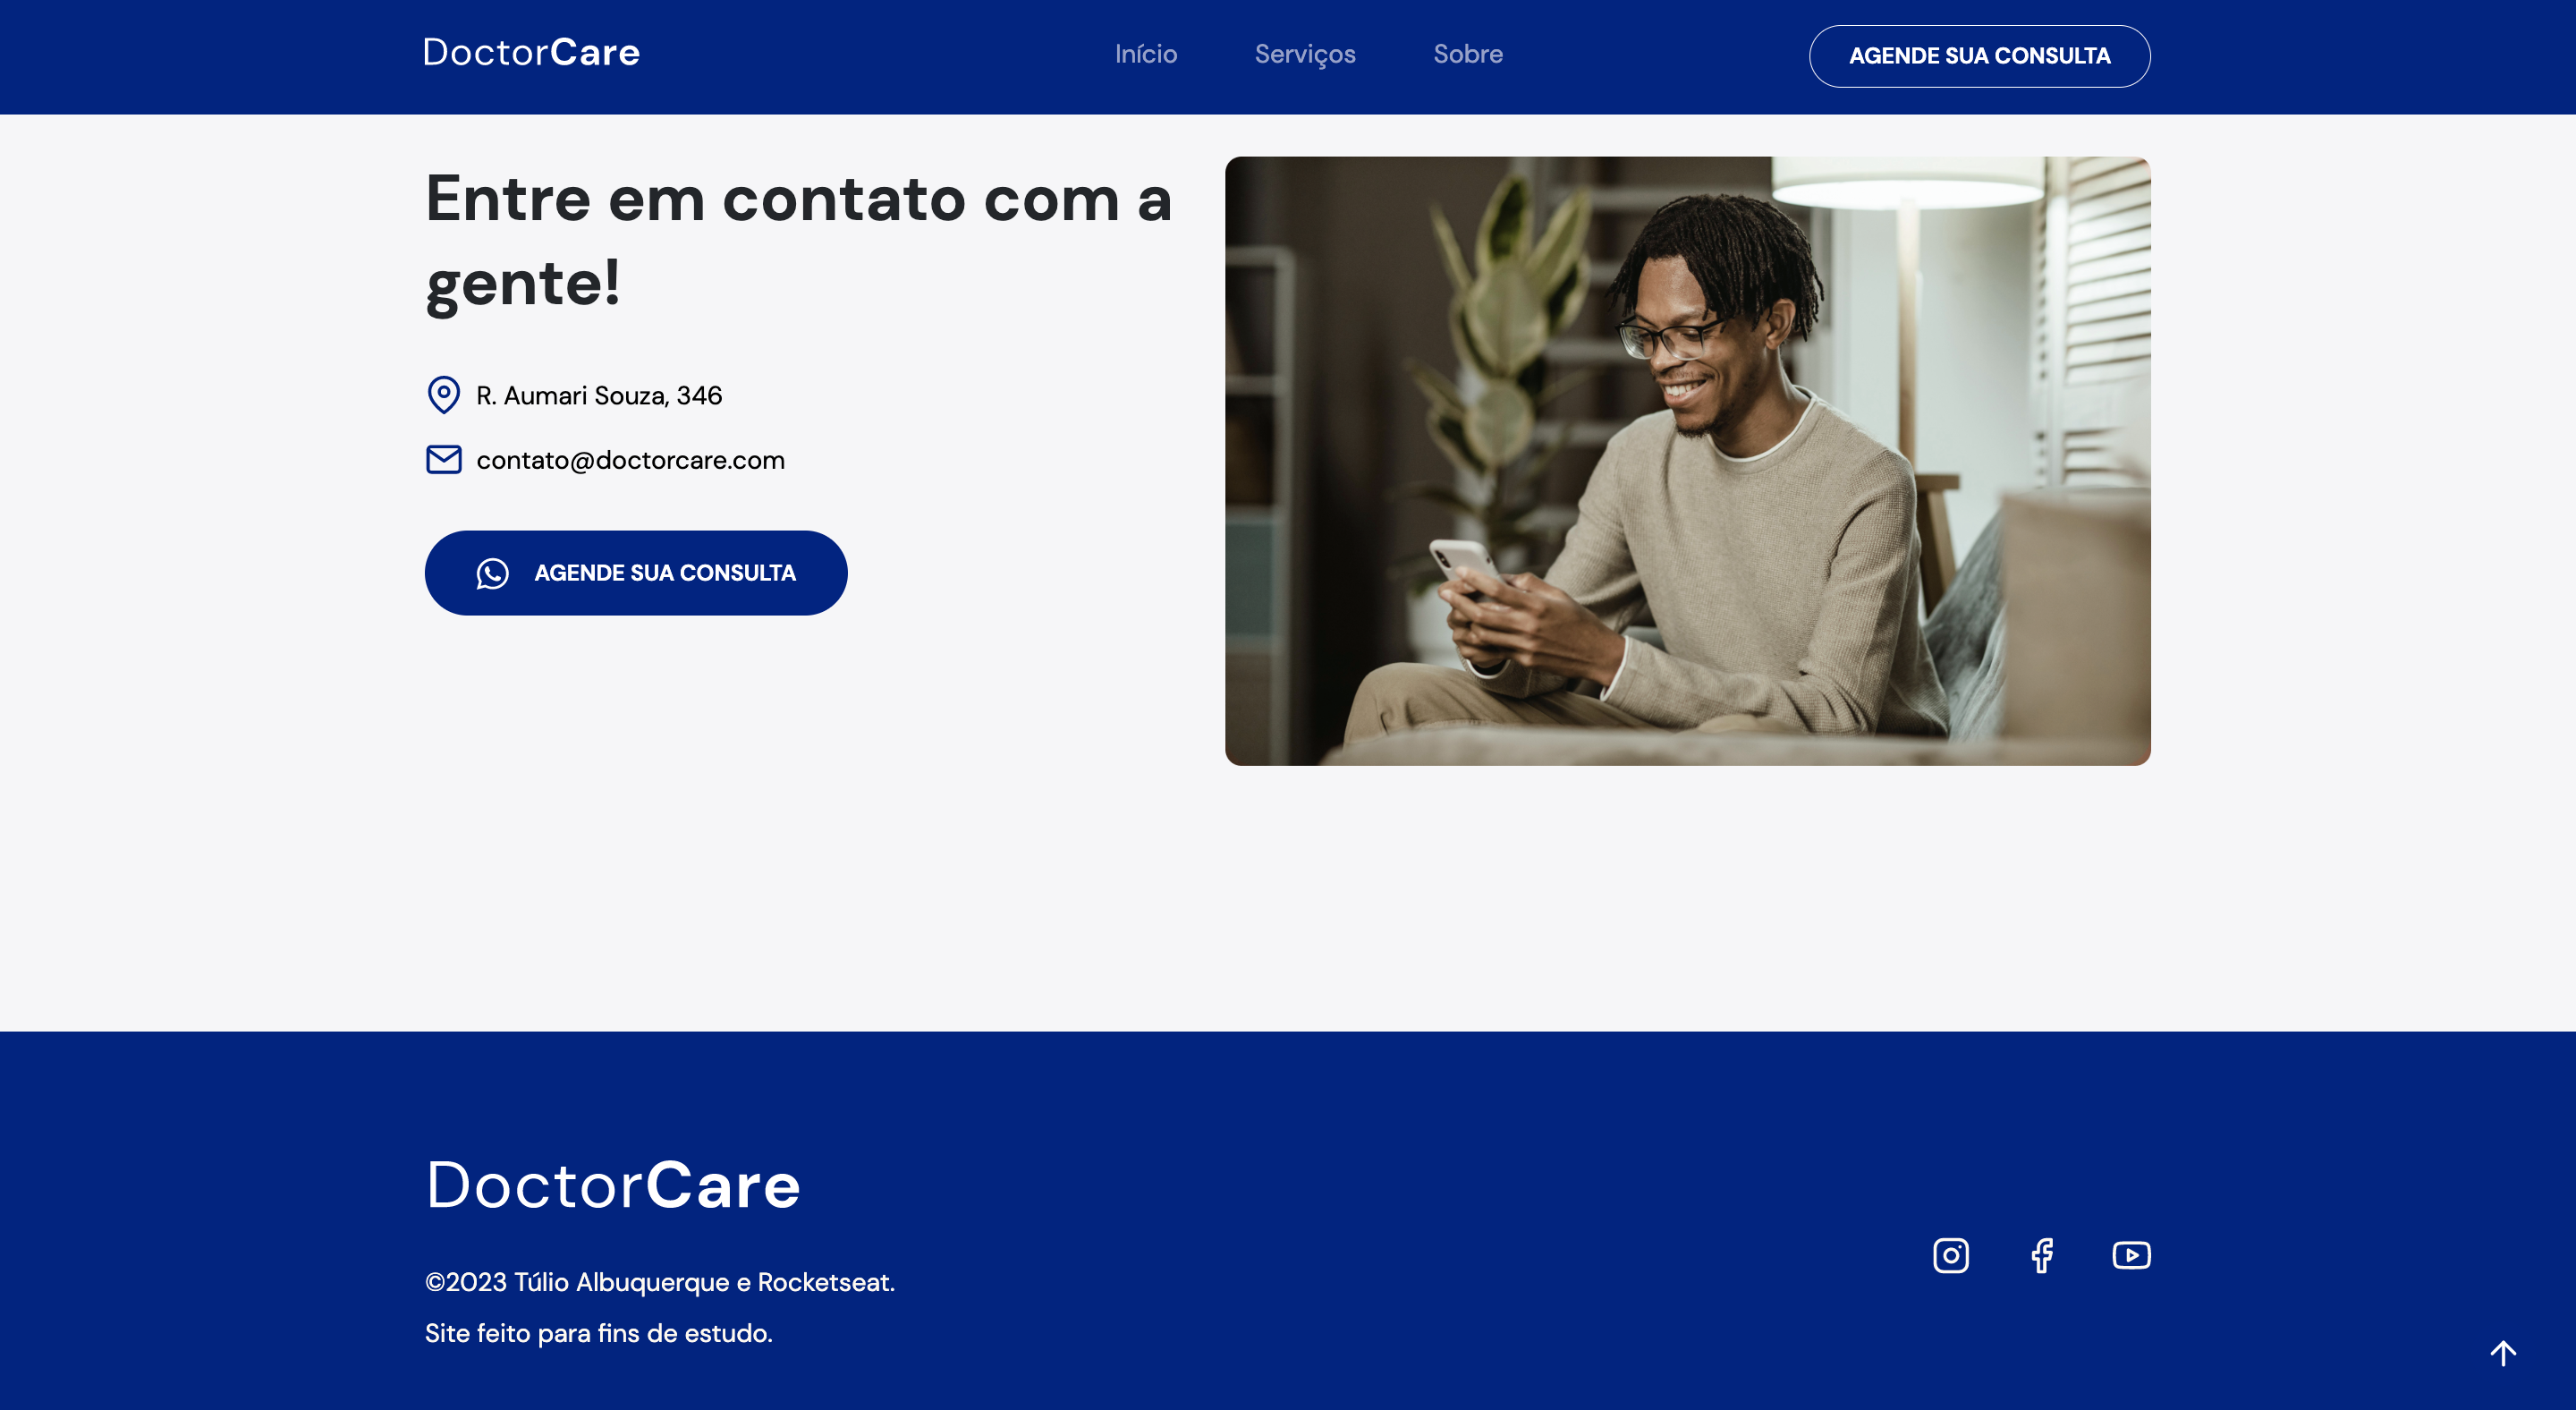 DoctorCare
Início
Serviços
Sobre
AGENDE SUA CONSULTA
Entre em contato com a
gente!
R. Aumari Souza, 346
contato@doctorcare.com
AGENDE SUA CONSULTA
DoctorCare
©2023 Túlio Albuquerque e Rocketseat.
Site feito para fins de estudo.